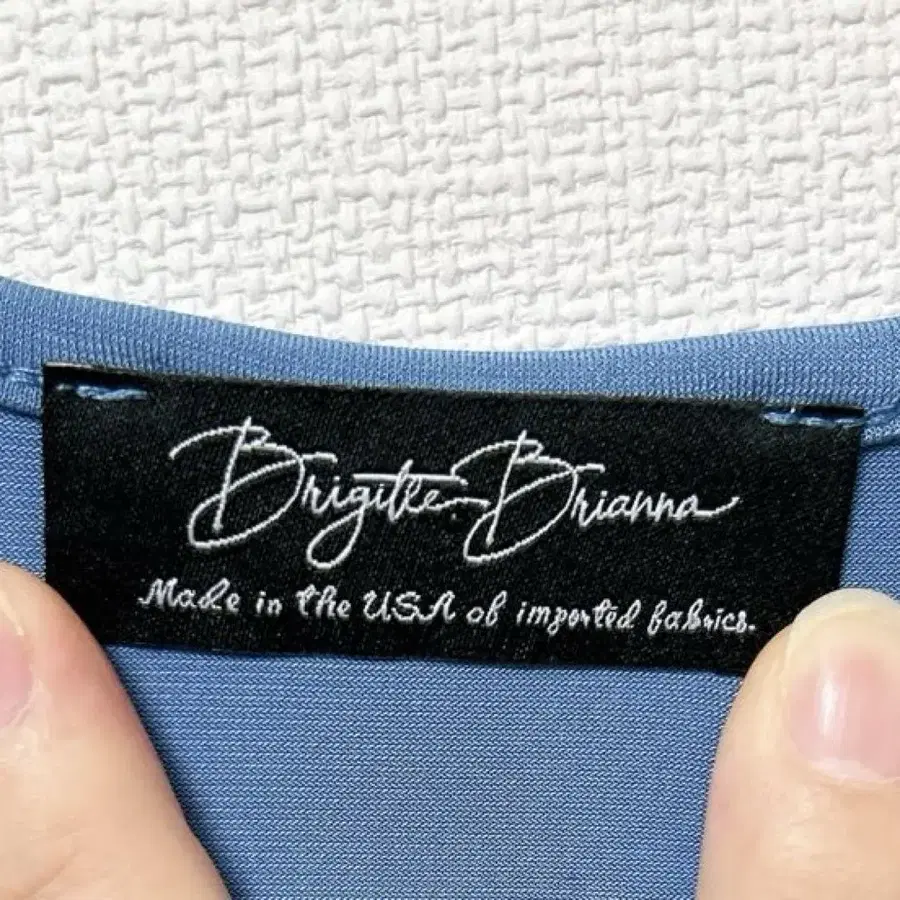 Brigitte Brianna
Made in the USA of imported fabrics.